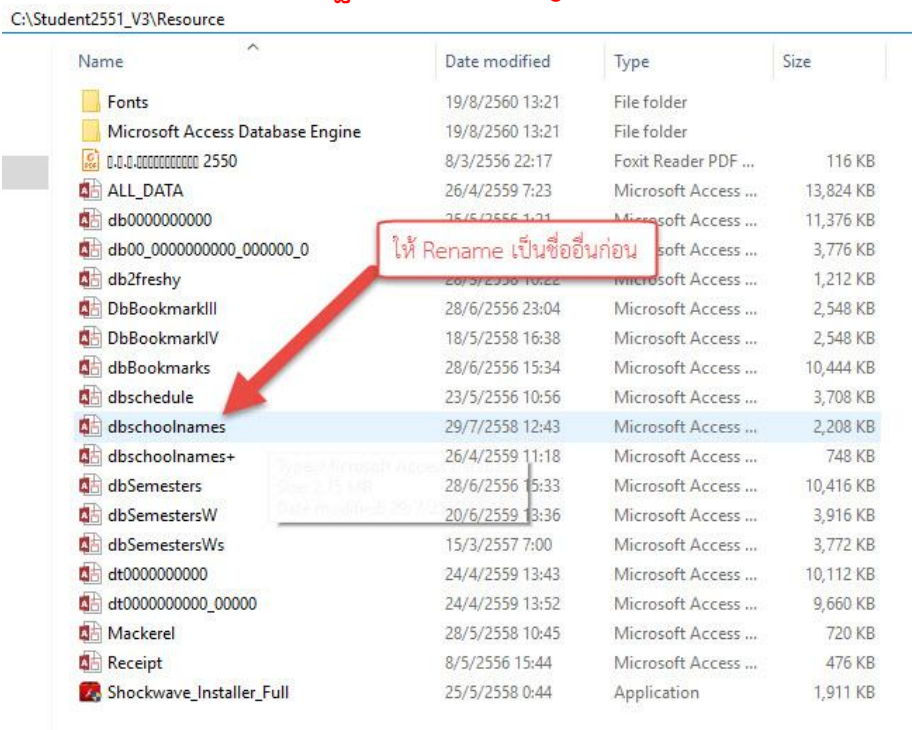 C:\Student2551_V3\Resource
Name Date modified Type Size
Fonts 19/8/2560 13:21 File folder
Microsoft Access Database Engine 19/8/2560 13:21 File folder
2550 8/3/2556 22:17 Foxit Reader PDF ... 116 KB
ALL_DATA 26/4/2559 7:23 Microsoft Access ... 13,824 KB
db0000000000 Microsoft Access ... 11,376 KB
db00_0000000000_000000_0 soft Access ... 3,776 KB
ให้ Rename เป็นชื่ออื่นก่อน
db2freshy Microsoft Access ... 1,212 KB
DbBookmarkIII 28/6/2556 23:04 Microsoft Access ... 2,548 KB
DbBookmarkIV 18/5/2558 16:38 Microsoft Access ... 2,548 KB
dbBookmarks 28/6/2556 15:34 Microsoft Access ... 10,444 KB
dbschedule 23/5/2556 10:56 Microsoft Access ... 3,708 KB
dbschoolnames 29/7/2558 12:43 Microsoft Access ... 2,208 KB
dbschoolnames+ 26/4/2559 11:18 Microsoft Access ... 748 KB
dbSemesters 28/6/2556 15:33 Microsoft Access ... 10,416 KB
dbSemestersW 20/6/2559 13:36 Microsoft Access ... 3,916 KB
dbSemestersWs 15/3/2557 7:00 Microsoft Access ... 3,772 KB
dt0000000000 24/4/2559 13:43 Microsoft Access ... 10,112 KB
dt0000000000_00000 24/4/2559 13:52 Microsoft Access ... 9,660 KB
Mackerel 28/5/2558 10:45 Microsoft Access ... 720 KB
Receipt 8/5/2556 15:44 Microsoft Access ... 476 KB
Shockwave_Installer_Full 25/5/2558 0:44 Application 1,911 KB